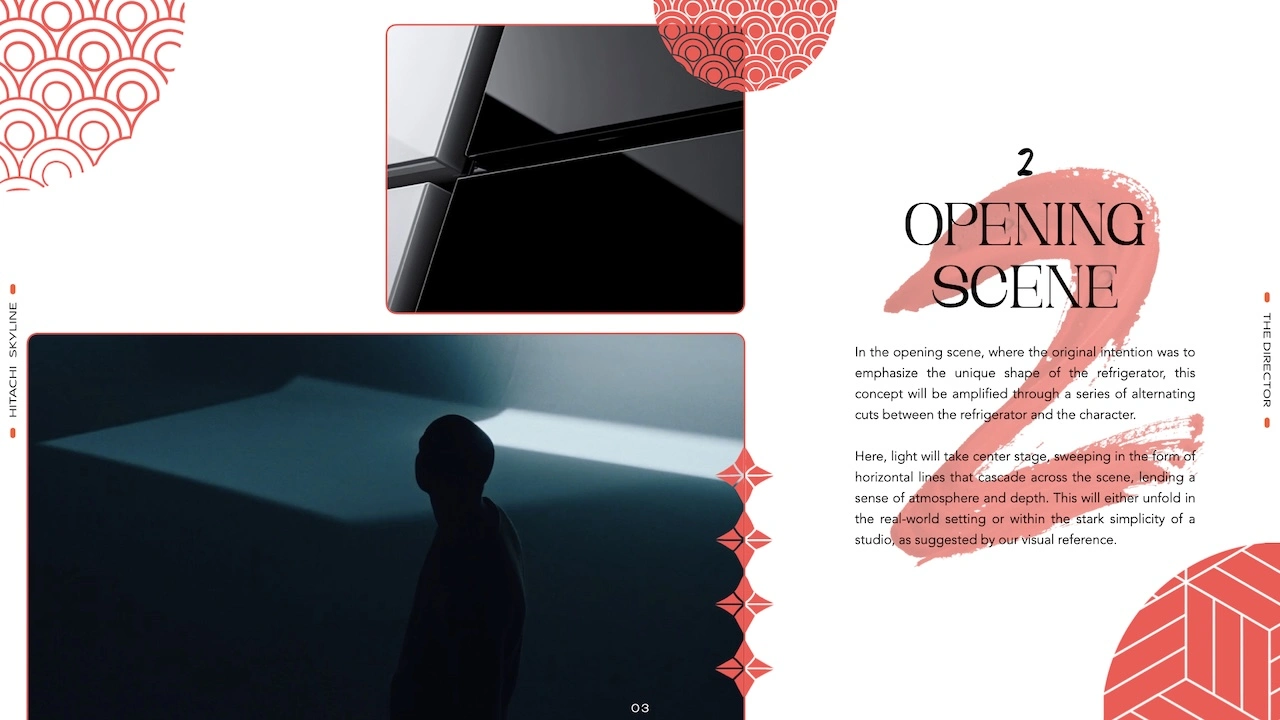 HITACHI SKYLINE
2
OPENING
SCENE
In the opening scene, where the original intention was to
emphasize the unique shape of the refrigerator, this
concept will be amplified through a series of alternating
cuts between the refrigerator and the character.
Here, light will take center stage, sweeping in the form of
horizontal lines that cascade across the scene, lending a
sense of atmosphere and depth. This will either unfold in
the real-world setting or within the stark simplicity of a
studio, as suggested by our visual reference.
2
THE DIRECTOR
03